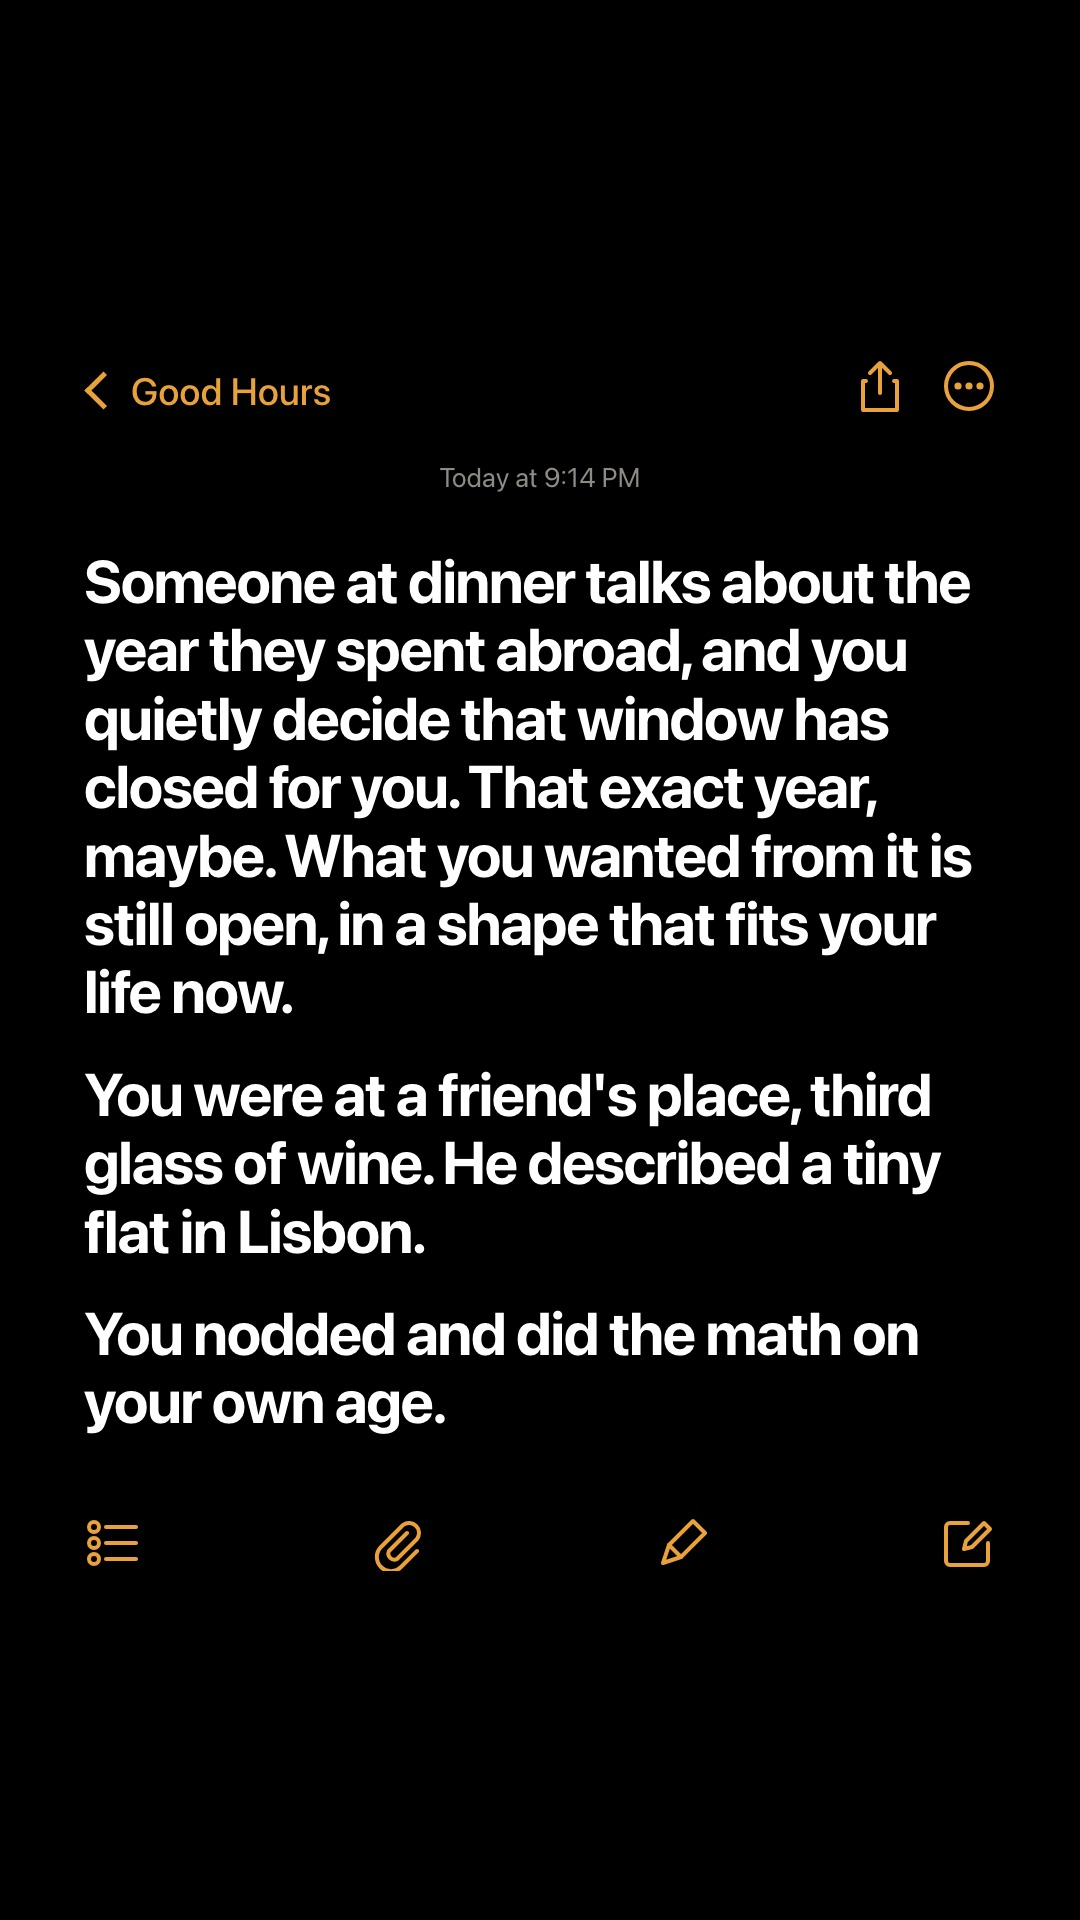 Good Hours
Today at 9:14 PM
Someone at dinner talks about the
year they spent abroad, and you
quietly decide that window has
closed for you. That exact year,
maybe. What you wanted from it is
still open, in a shape that fits your
life now.
You were at a friend's place, third
glass of wine. He described a tiny
flat in Lisbon.
You nodded and did the math on
your own age.